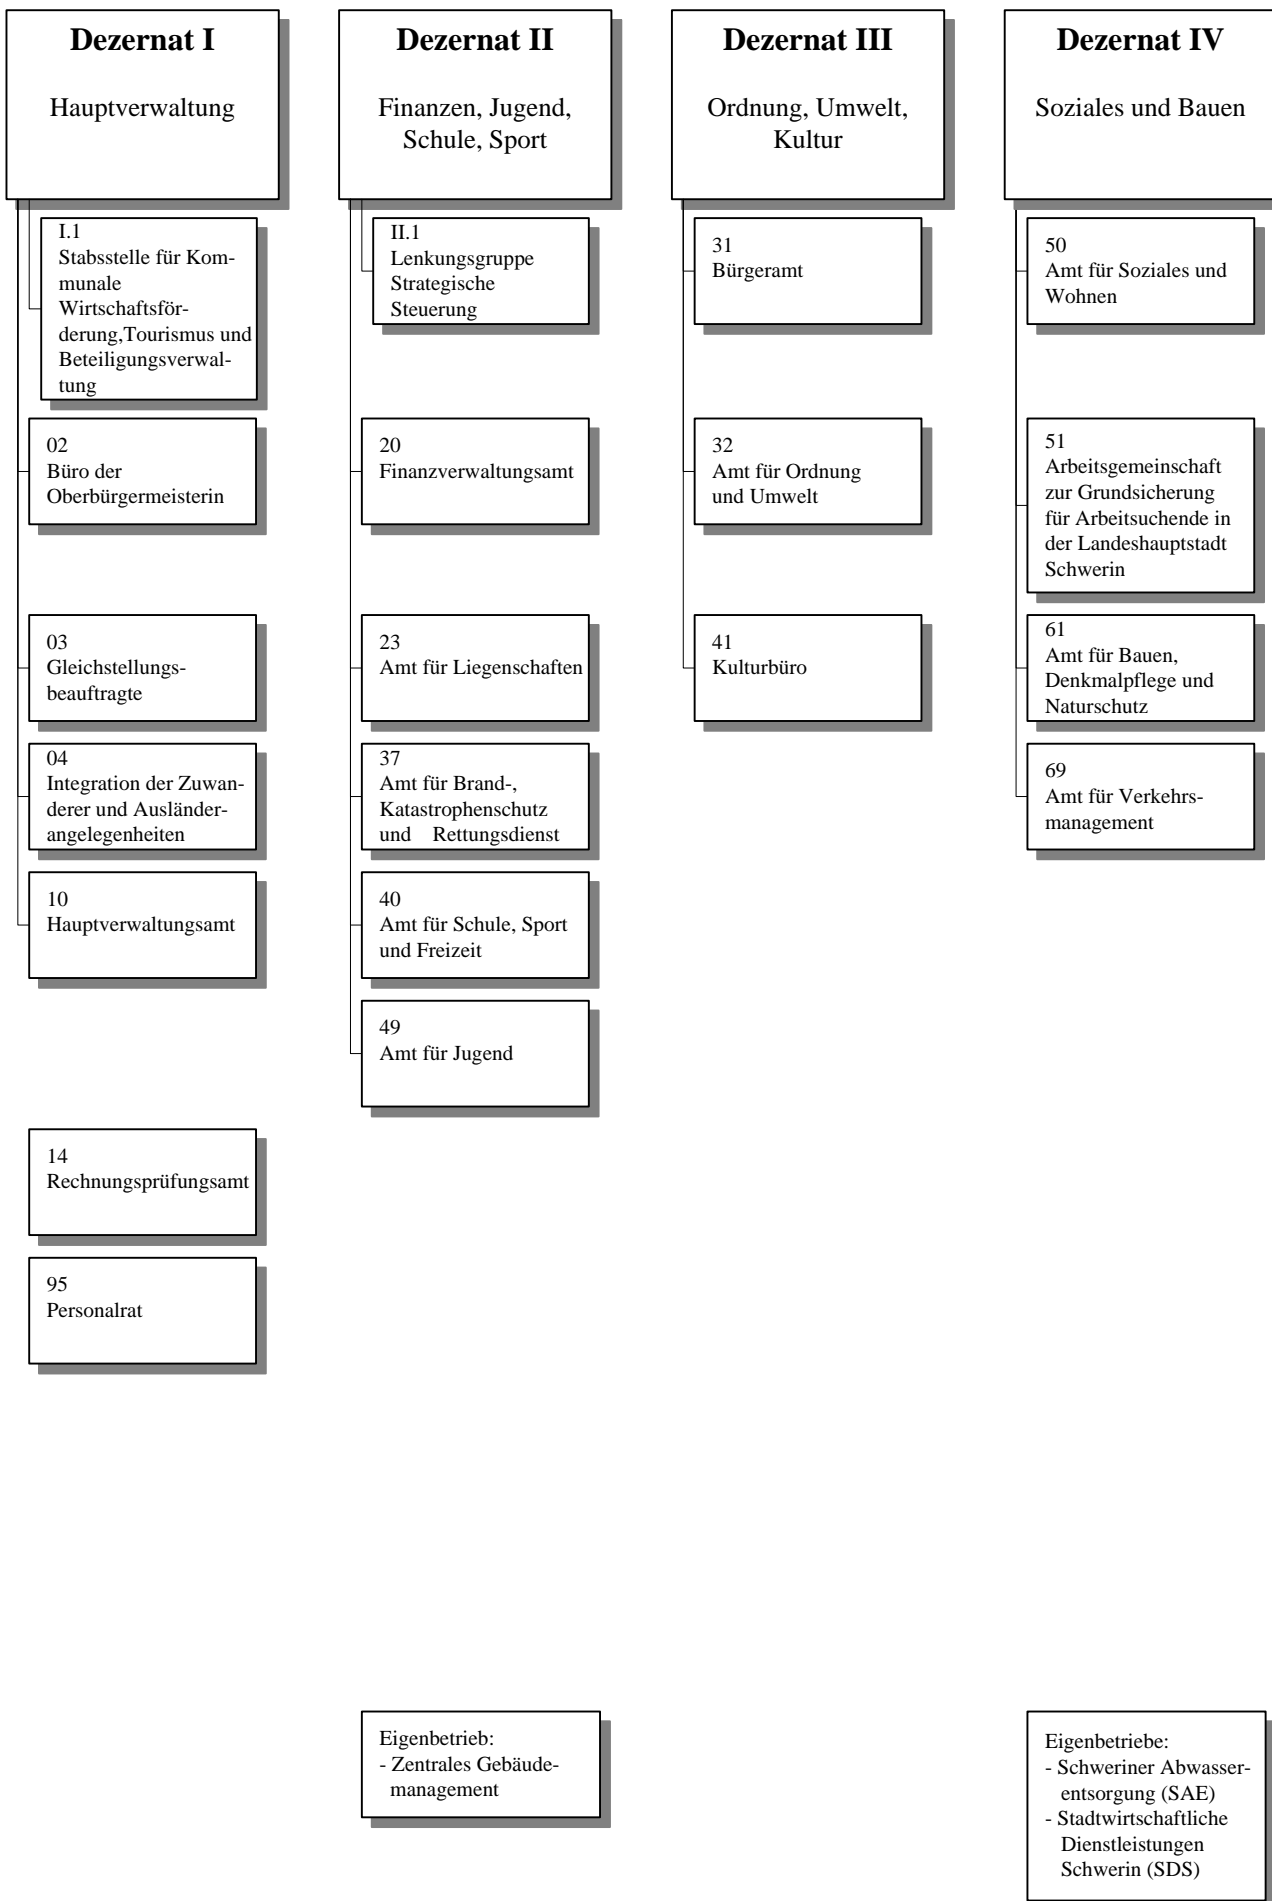 Dezernat I
Hauptverwaltung
I.1
Stabsstelle für Kom-
munale
Wirtschaftsför-
derung,Tourismus und
Beteiligungsverwal-
tung
02
Büro der
Oberbürgermeisterin
03
Gleichstellungs-
beauftragte
04
Integration der Zuwan-
derer und Ausländer-
angelegenheiten
10
Hauptverwaltungsamt
14
Rechnungsprüfungsamt
95
Personalrat
Dezernat II
Finanzen, Jugend,
Schule, Sport
II.1
Lenkungsgruppe
Strategische
Steuerung
20
Finanzverwaltungsamt
23
Amt für Liegenschaften
37
Amt für Brand-,
Katastrophenschutz
und Rettungsdienst
40
Amt für Schule, Sport
und Freizeit
49
Amt für Jugend
Eigenbetrieb:
- Zentrales Gebäude-
management
Dezernat III
Ordnung, Umwelt,
Kultur
31
Bürgeramt
32
Amt für Ordnung
und Umwelt
41
Kulturbüro
Dezernat IV
Soziales und Bauen
50
Amt für Soziales und
Wohnen
51
Arbeitsgemeinschaft
zur Grundsicherung
für Arbeitsuchende in
der Landeshauptstadt
Schwerin
61
Amt für Bauen,
Denkmalpflege und
Naturschutz
69
Amt für Verkehrs-
management
Eigenbetriebe:
- Schweriner Abwasser-
entsorgung (SAE)
- Stadtwirtschaftliche
Dienstleistungen
Schwerin (SDS)